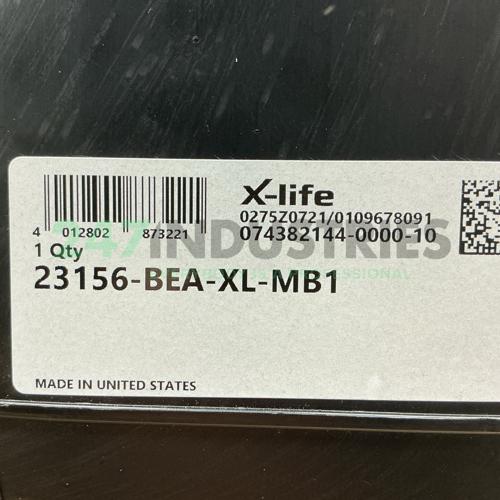 X-life
0275Z0721/0109678091
4 012802 873221
074382144-0000-10
1 Qty
247 INDUSTRIES
23156-BEA-XL-MB1
MADE IN UNITED STATES